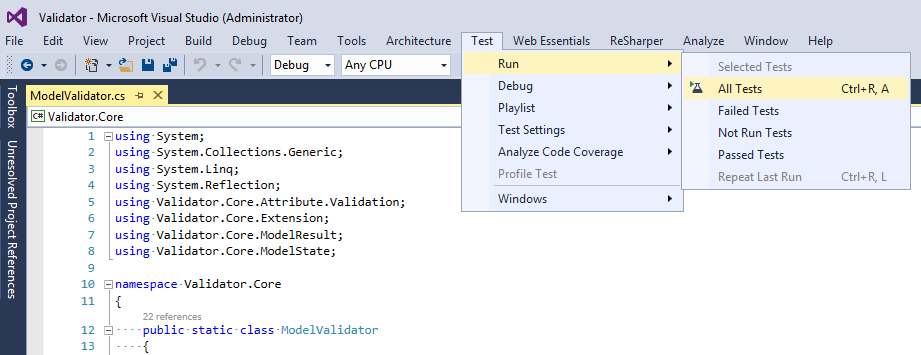 Validator - Microsoft Visual Studio (Administrator)
File Edit View Project Build Debug Team Tools Architecture Test Web Essentials ReSharper Analyze Window Help
Debug Any CPU
Run
Debug
Playlist
Test Settings
Analyze Code Coverage
Profile Test
Windows
Selected Tests
All Tests Ctrl+R, A
Failed Tests
Not Run Tests
Passed Tests
Repeat Last Run Ctrl+R, L
Toolbox
Unresolved Project References
ModelValidator.cs
C# Validator.Core
1 using System;
2 using System.Collections.Generic;
3 using System.Linq;
4 using System.Reflection;
5 using Validator.Core.Attribute.Validation;
6 using Validator.Core.Extension;
7 using Validator.Core.ModelResult;
8 using Validator.Core.ModelState;
9
10 namespace Validator.Core
11 {
22 references
12 public static class ModelValidator
13 {